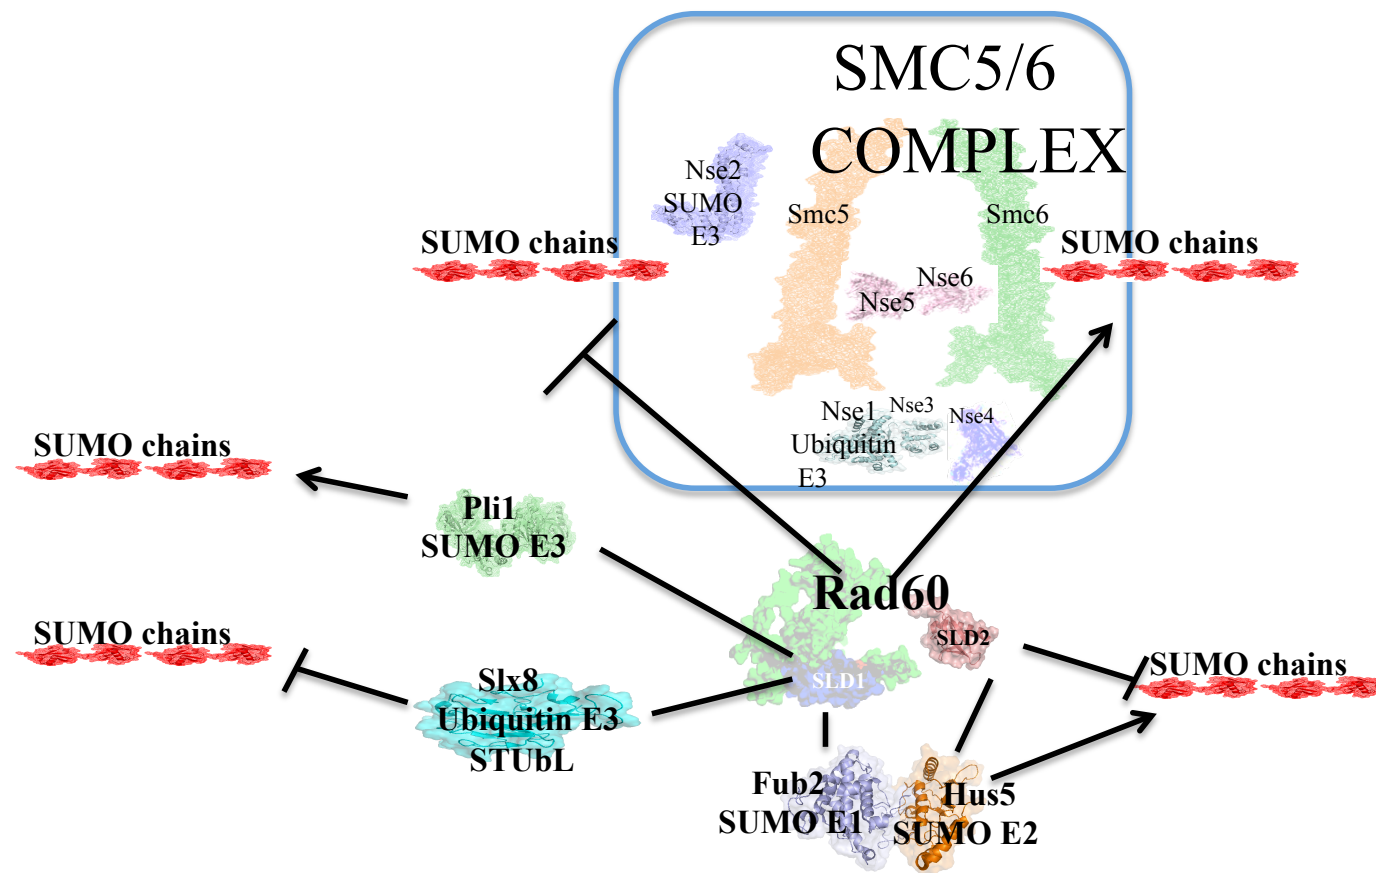 SMC5/6
COMPLEX
Nse2
SUMO
E3
Smc5
Smc6
SUMO chains
SUMO chains
Nse6
Nse5
Nse1
Nse3
Nse4
Ubiquitin
E3
SUMO chains
Pli1
SUMO E3
Rad60
SLD2
SLD1
SUMO chains
SUMO chains
Slx8
Ubiquitin E3
STUbL
Fub2
SUMO E1
Hus5
SUMO E2